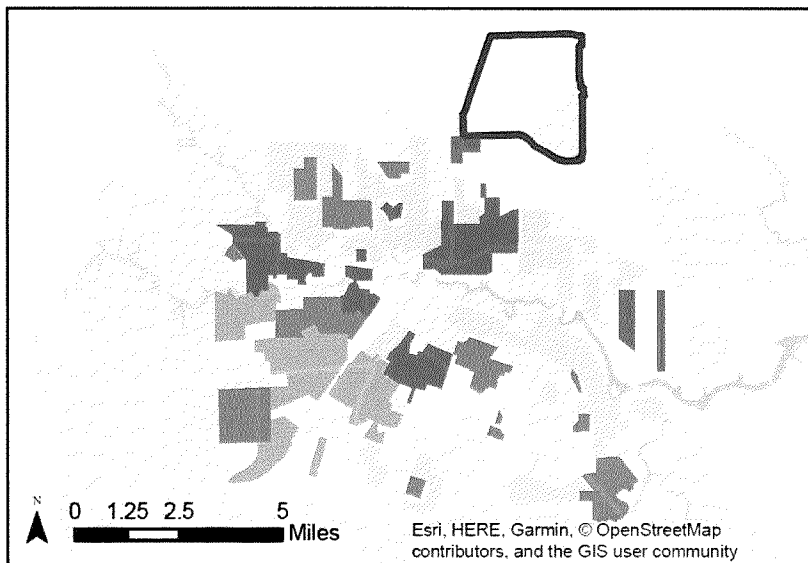 N
0 1.25 2.5 5
Miles
Esri, HERE, Garmin, © OpenStreetMap
contributors, and the GIS user community